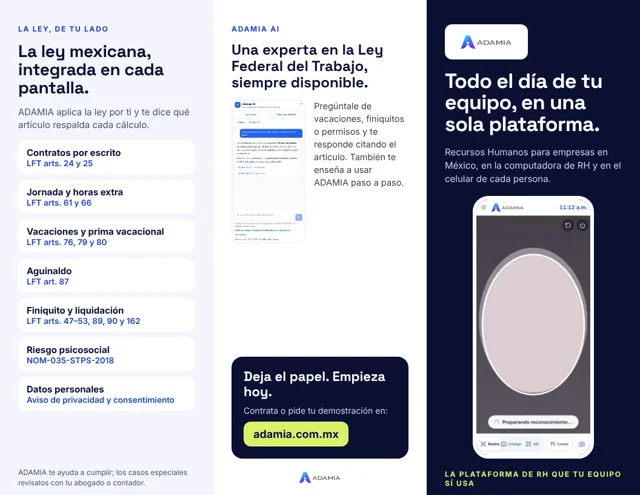 LA LEY, DE TU LADO
La ley mexicana,
integrada en cada
pantalla.
ADAMIA aplica la ley por ti y te dice qué
artículo respalda cada cálculo.
Contratos por escrito
LFT arts. 24 y 25
Jornada y horas extra
LFT arts. 61 y 66
Vacaciones y prima vacacional
LFT arts. 76, 79 y 80
Aguinaldo
LFT art. 87
Finiquito y liquidación
LFT arts. 47–53, 89, 90 y 162
Riesgo psicosocial
NOM-035-STPS-2018
Datos personales
Aviso de privacidad y consentimiento
ADAMIA te ayuda a cumplir; los casos especiales
revísalos con tu abogado o contador.
ADAMIA AI
Una experta en la Ley
Federal del Trabajo,
siempre disponible.
Pregúntale de
vacaciones, finiquitos
o permisos y te
responde citando el
artículo. También te
enseña a usar
ADAMIA paso a paso.
Deja el papel. Empieza
hoy.
Contrata o pide tu demostración en:
adamia.com.mx
ADAMIA
ADAMIA
Todo el día de tu
equipo, en una
sola plataforma.
Recursos Humanos para empresas en
México, en la computadora de RH y en el
celular de cada persona.
ADAMIA
11:12 a.m.
Preparando reconocimiento...
Rostro
Código
QR
Comer
LA PLATAFORMA DE RH QUE TU EQUIPO
SÍ USA